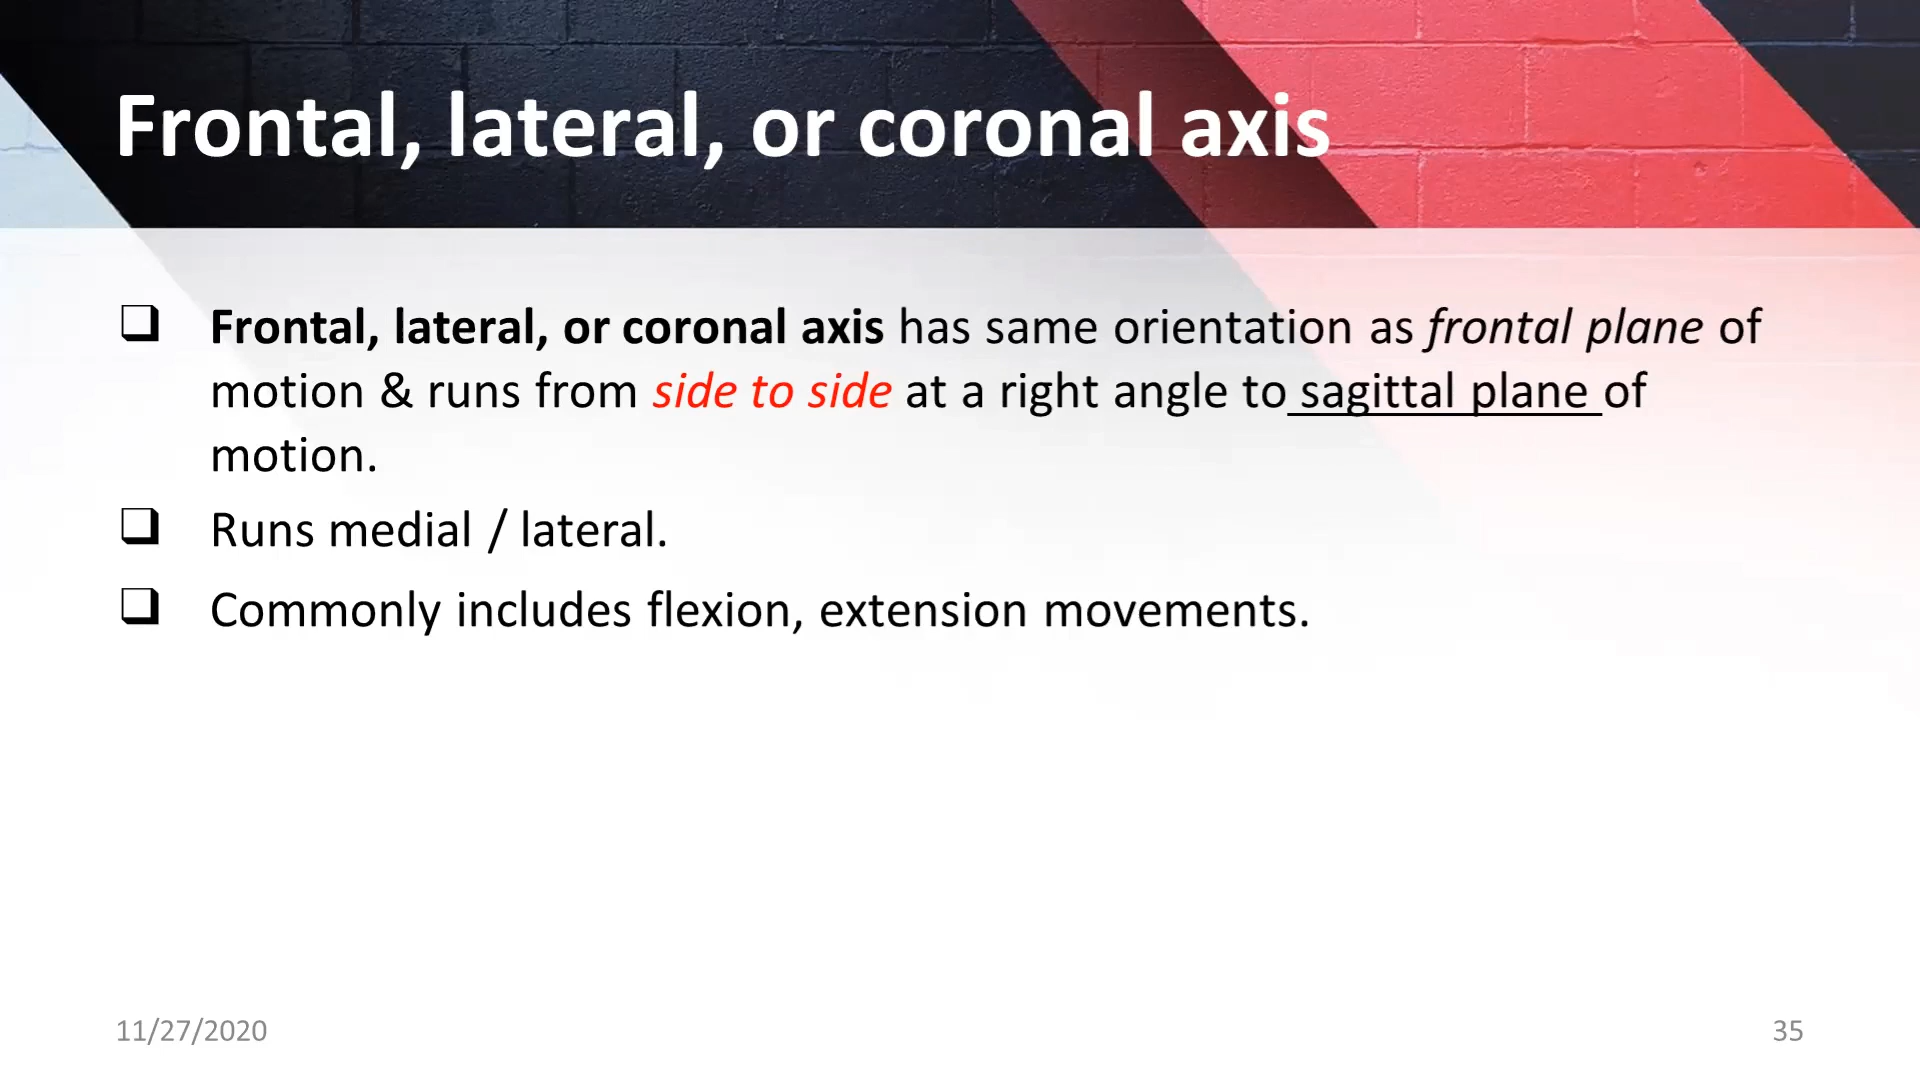 Frontal, lateral, or coronal axis
❑ Frontal, lateral, or coronal axis has same orientation as frontal plane of
motion & runs from side to side at a right angle to sagittal plane of
motion.
❑ Runs medial / lateral.
❑ Commonly includes flexion, extension movements.
11/27/2020
35